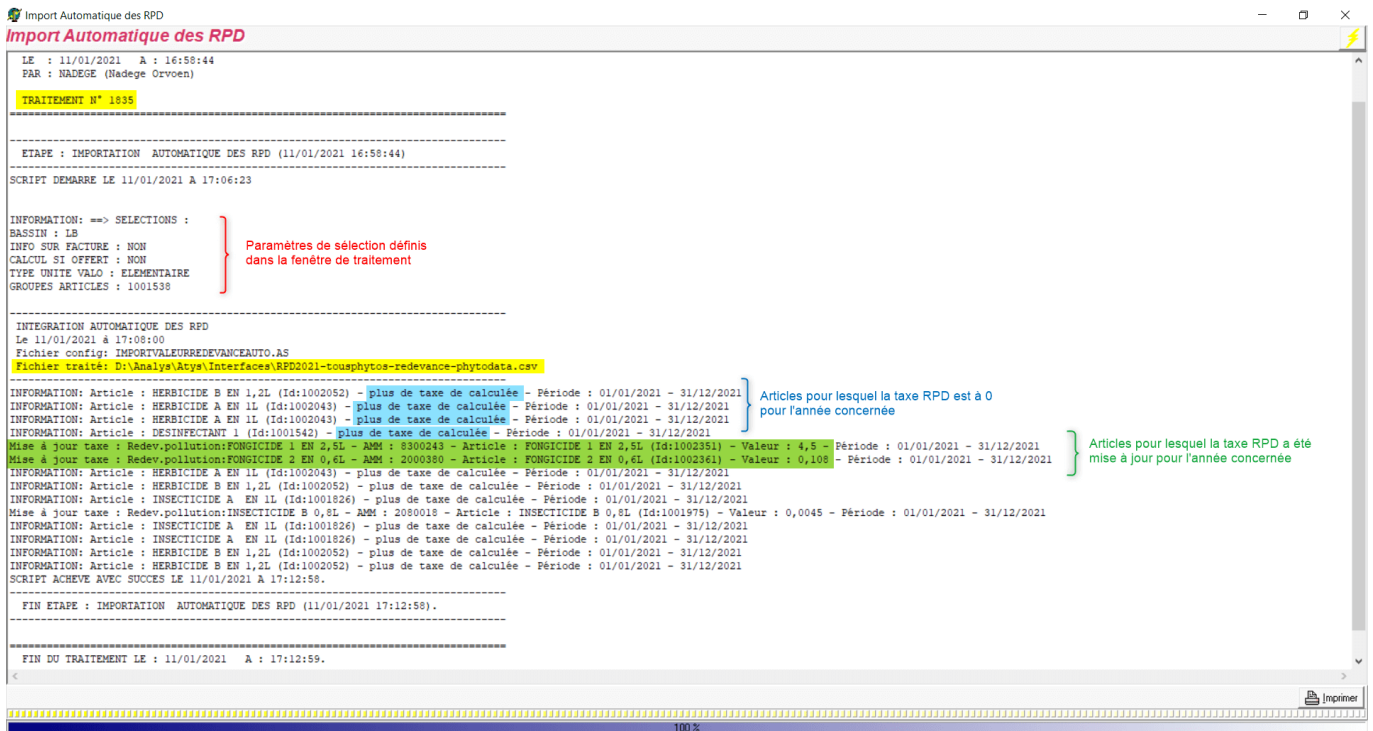 Import Automatique des RPD
Import Automatique des RPD
LE : 11/01/2021 A : 16:58:44
PAR : NADEGE (Nadege Orvoen)
TRAITEMENT N° 1835
================================================================================
--------------------------------------------------------------------------------
ETAPE : IMPORTATION AUTOMATIQUE DES RPD (11/01/2021 16:58:44)
--------------------------------------------------------------------------------
SCRIPT DEMARRE LE 11/01/2021 A 17:06:23
INFORMATION: ==> SELECTIONS :
BASSIN : LB
INFO SUR FACTURE : NON
CALCUL SI OFFERT : NON
TYPE UNITE VALO : ELEMENTAIRE
GROUPES ARTICLES : 1001538
Paramètres de sélection définis
dans la fenêtre de traitement
--------------------------------------------------------------------------------
INTEGRATION AUTOMATIQUE DES RPD
Le 11/01/2021 à 17:08:00
Fichier config: IMPORTVALEURREDEVANCEAUTO.AS
Fichier traité: D:\Analys\Atys\Interfaces\RPD2021-tousphytos-redevance-phytodata.csv
--------------------------------------------------------------------------------
INFORMATION: Article : HERBICIDE B EN 1,2L (Id:1002052) - plus de taxe de calculée - Période : 01/01/2021 - 31/12/2021
INFORMATION: Article : HERBICIDE A EN 1L (Id:1002043) - plus de taxe de calculée - Période : 01/01/2021 - 31/12/2021
INFORMATION: Article : HERBICIDE A EN 1L (Id:1002043) - plus de taxe de calculée - Période : 01/01/2021 - 31/12/2021
INFORMATION: Article : DESINFECTANT 1 (Id:1001542) - plus de taxe de calculée - Période : 01/01/2021 - 31/12/2021
Articles pour lesquel la taxe RPD est à 0
pour l'année concernée
Mise à jour taxe : Redev.pollution:FONGICIDE 1 EN 2,5L - AMM : 8300243 - Article : FONGICIDE 1 EN 2,5L (Id:1002351) - Valeur : 4,5 - Période : 01/01/2021 - 31/12/2021
Mise à jour taxe : Redev.pollution:FONGICIDE 2 EN 0,6L - AMM : 2000380 - Article : FONGICIDE 2 EN 0,6L (Id:1002361) - Valeur : 0,108 - Période : 01/01/2021 - 31/12/2021
Articles pour lesquel la taxe RPD a été
mise à jour pour l'année concernée
INFORMATION: Article : HERBICIDE A EN 1L (Id:1002043) - plus de taxe de calculée - Période : 01/01/2021 - 31/12/2021
INFORMATION: Article : HERBICIDE B EN 1,2L (Id:1002052) - plus de taxe de calculée - Période : 01/01/2021 - 31/12/2021
INFORMATION: Article : INSECTICIDE A EN 1L (Id:1001826) - plus de taxe de calculée - Période : 01/01/2021 - 31/12/2021
Mise à jour taxe : Redev.pollution:INSECTICIDE B 0,8L - AMM : 2080018 - Article : INSECTICIDE B 0,8L (Id:1001975) - Valeur : 0,0045 - Période : 01/01/2021 - 31/12/2021
INFORMATION: Article : INSECTICIDE A EN 1L (Id:1001826) - plus de taxe de calculée - Période : 01/01/2021 - 31/12/2021
INFORMATION: Article : INSECTICIDE A EN 1L (Id:1001826) - plus de taxe de calculée - Période : 01/01/2021 - 31/12/2021
INFORMATION: Article : HERBICIDE B EN 1,2L (Id:1002052) - plus de taxe de calculée - Période : 01/01/2021 - 31/12/2021
INFORMATION: Article : HERBICIDE B EN 1,2L (Id:1002052) - plus de taxe de calculée - Période : 01/01/2021 - 31/12/2021
SCRIPT ACHEVE AVEC SUCCES LE 11/01/2021 A 17:12:58.
--------------------------------------------------------------------------------
FIN ETAPE : IMPORTATION AUTOMATIQUE DES RPD (11/01/2021 17:12:58).
--------------------------------------------------------------------------------
================================================================================
FIN DU TRAITEMENT LE : 11/01/2021 A : 17:12:59.
Imprimer
100 %